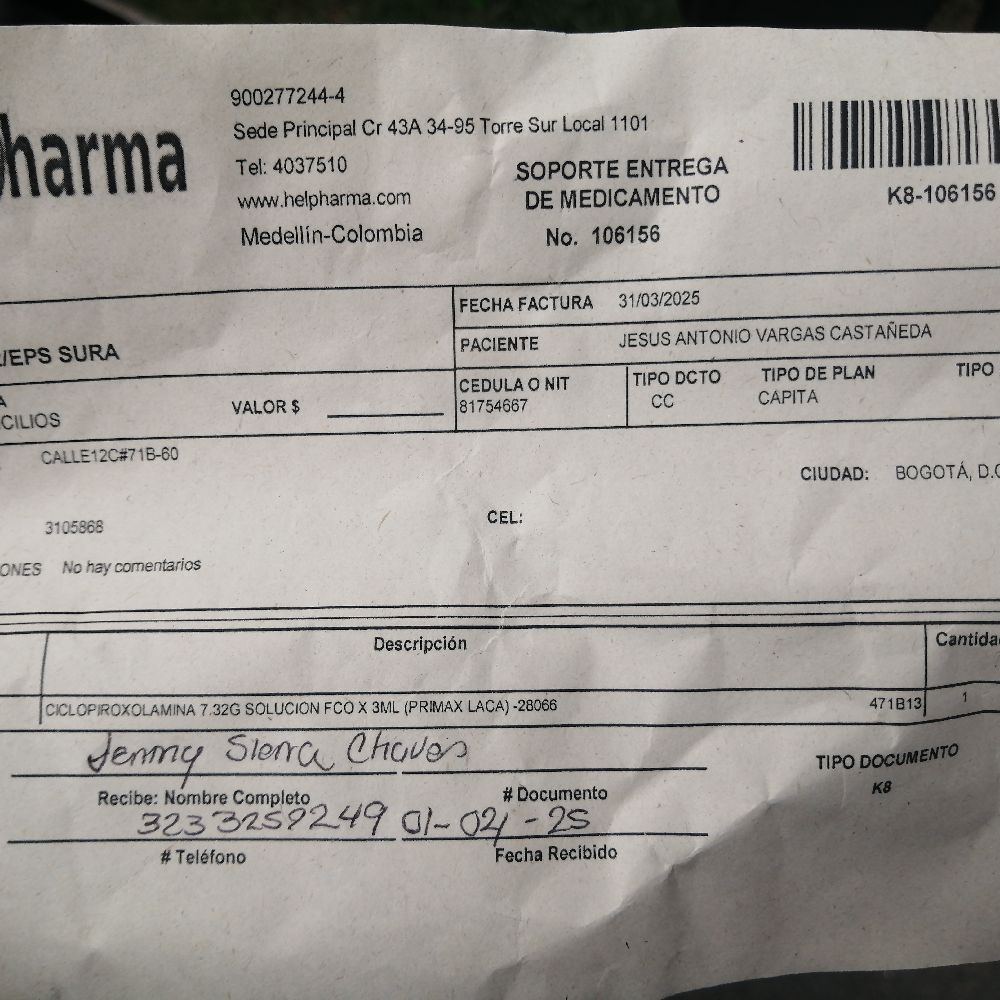 harma
900277244-4
Sede Principal Cr 43A 34-95 Torre Sur Local 1101
Tel: 4037510
www.helpharma.com
Medellín-Colombia
SOPORTE ENTREGA
DE MEDICAMENTO
No. 106156
K8-106156
/EPS SURA
FECHA FACTURA 31/03/2025
PACIENTE JESUS ANTONIO VARGAS CASTAÑEDA
A
CILIOS VALOR $
CEDULA O NIT TIPO DCTO TIPO DE PLAN TIPO
81754667 CC CAPITA
CALLE12C#71B-60
CIUDAD: BOGOTÁ, D.C
3105868 CEL:
ONES No hay comentarios
Descripción Cantida
CICLOPIROXOLAMINA 7.32G SOLUCION FCO X 3ML (PRIMAX LACA) -28066 471B13 1
Jenny Sierra Chaves
Recibe: Nombre Completo # Documento
TIPO DOCUMENTO
K8
3233259249 01-04-25
# Teléfono Fecha Recibido